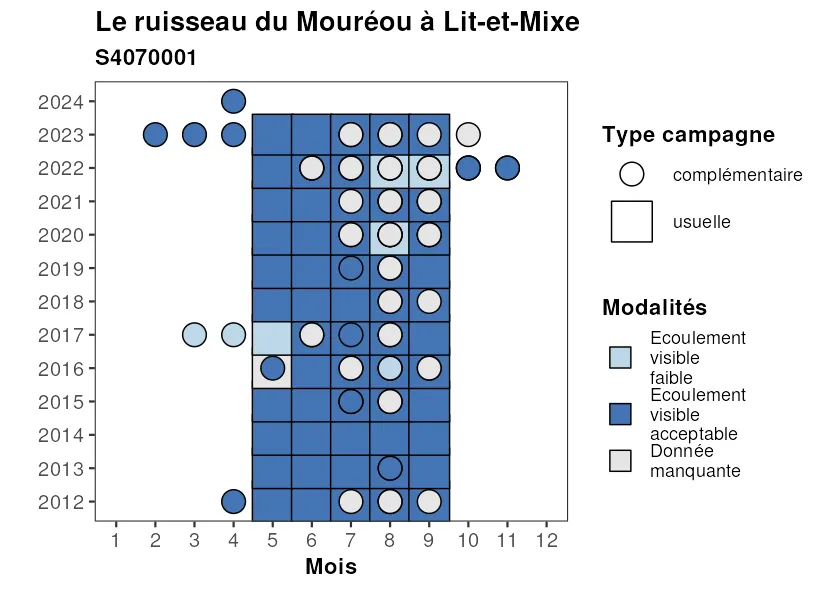 Le ruisseau du Mouréou à Lit-et-Mixe
S4070001
2024
2023
2022
2021
2020
2019
2018
2017
2016
2015
2014
2013
2012
1 2 3 4 5 6 7 8 9 10 11 12
Mois
Type campagne
complémentaire
usuelle
Modalités
Ecoulement
visible
faible
Ecoulement
visible
acceptable
Donnée
manquante